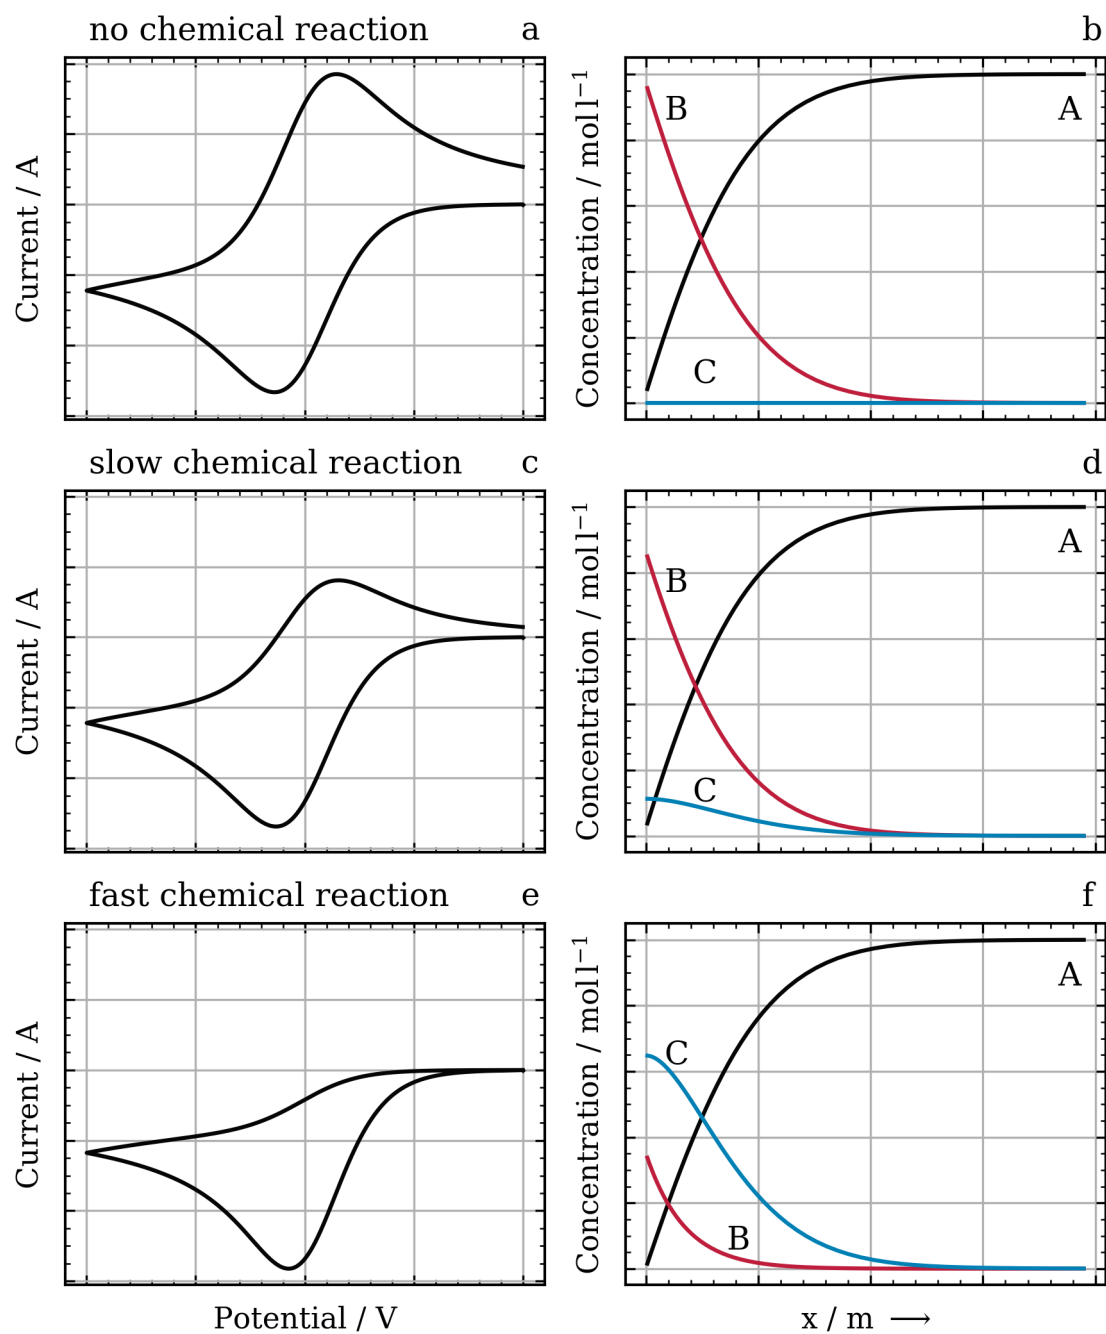 no chemical reaction a
b
Current / A
Concentration / mol l⁻¹
B
A
C
slow chemical reaction c
d
Current / A
Concentration / mol l⁻¹
A
B
C
fast chemical reaction e
f
Current / A
Concentration / mol l⁻¹
A
C
B
Potential / V
x / m ⟶